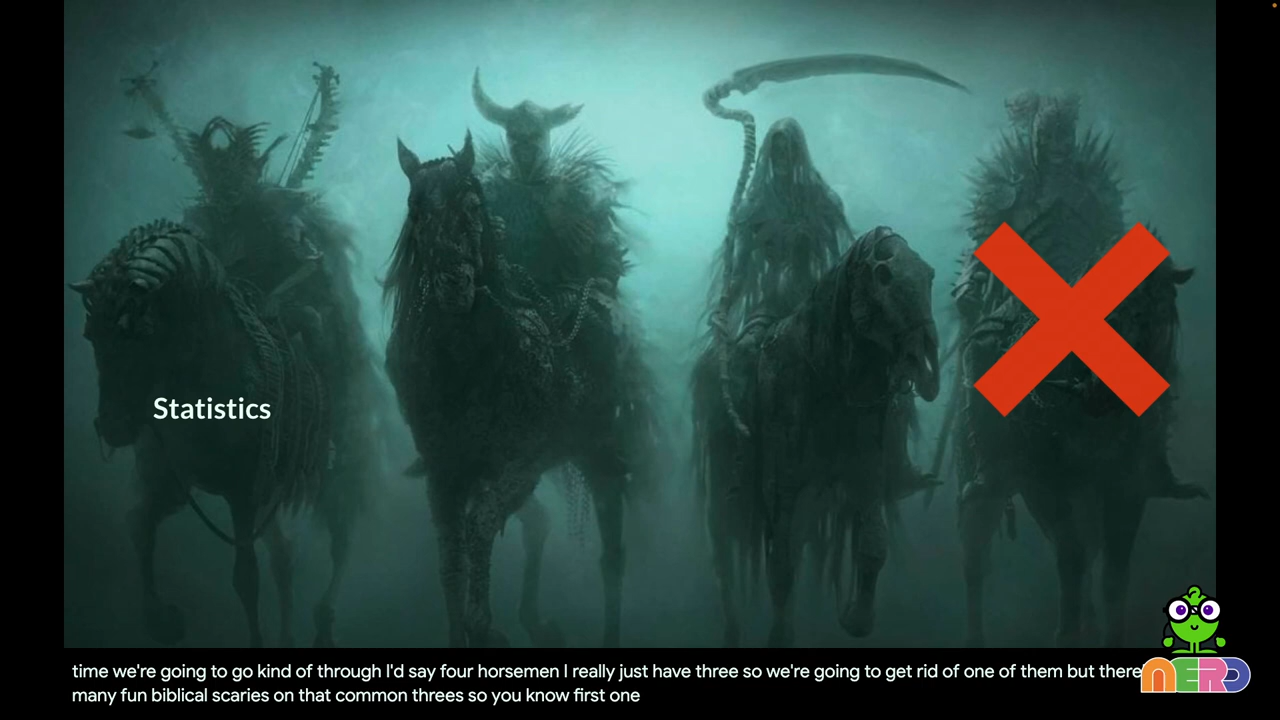 Statistics
time we're going to go kind of through I'd say four horsemen I really just have three so we're going to get rid of one of them but there
many fun biblical scaries on that common threes so you know first one
NERD